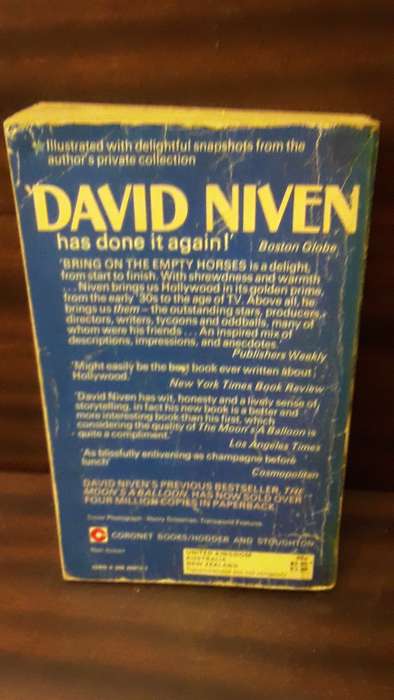 Illustrated with delightful snapshots from the
author's private collection
'DAVID NIVEN
has done it again!' Boston Globe
'BRING ON THE EMPTY HORSES is a delight,
from start to finish. With shrewdness and warmth
... Niven brings us Hollywood in its golden prime,
from the early '30s to the age of TV. Above all, he
brings us them – the outstanding stars, producers,
directors, writers, tycoons and oddballs, many of
whom were his friends ... An inspired mix of
descriptions, impressions, and anecdotes.'
Publishers Weekly
'Might easily be the best book ever written about
Hollywood.'
New York Times Book Review
'David Niven has wit, honesty and a lively sense of
storytelling, in fact his new book is a better and
more interesting book than his first, which
considering the quality of The Moon's A Balloon is
quite a compliment.'
Los Angeles Times
'As blissfully enlivening as champagne before
lunch'
Cosmopolitan
DAVID NIVEN'S PREVIOUS BESTSELLER, THE
MOON'S A BALLOON, HAS NOW SOLD OVER
FOUR MILLION COPIES IN PAPERBACK
Cover Photograph: Features
CORONET BOOKS/HODDER AND STOUGHTON
UNITED KINGDOM
AUSTRALIA
NEW ZEALAND